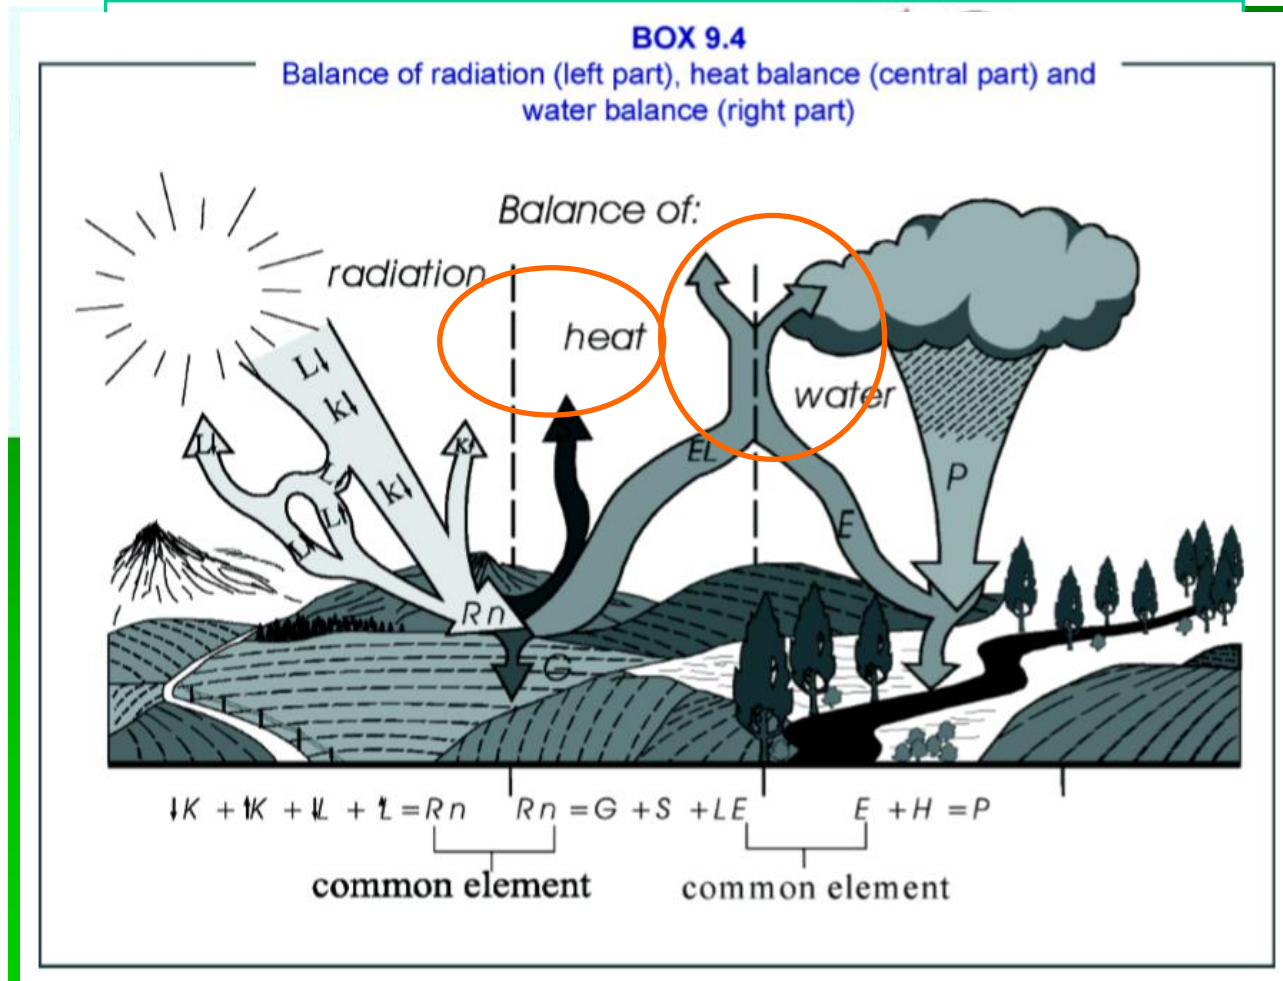 BOX 9.4
Balance of radiation (left part), heat balance (central part) and
water balance (right part)
Balance of:
radiation
heat
water
L↓
k↓
k↓
L
L
L
L
K
EL
E
P
Rn
G
↓K + ↑K + ↓L + ↑L = Rn
Rn = G + S + LE
E + H = P
common element
common element